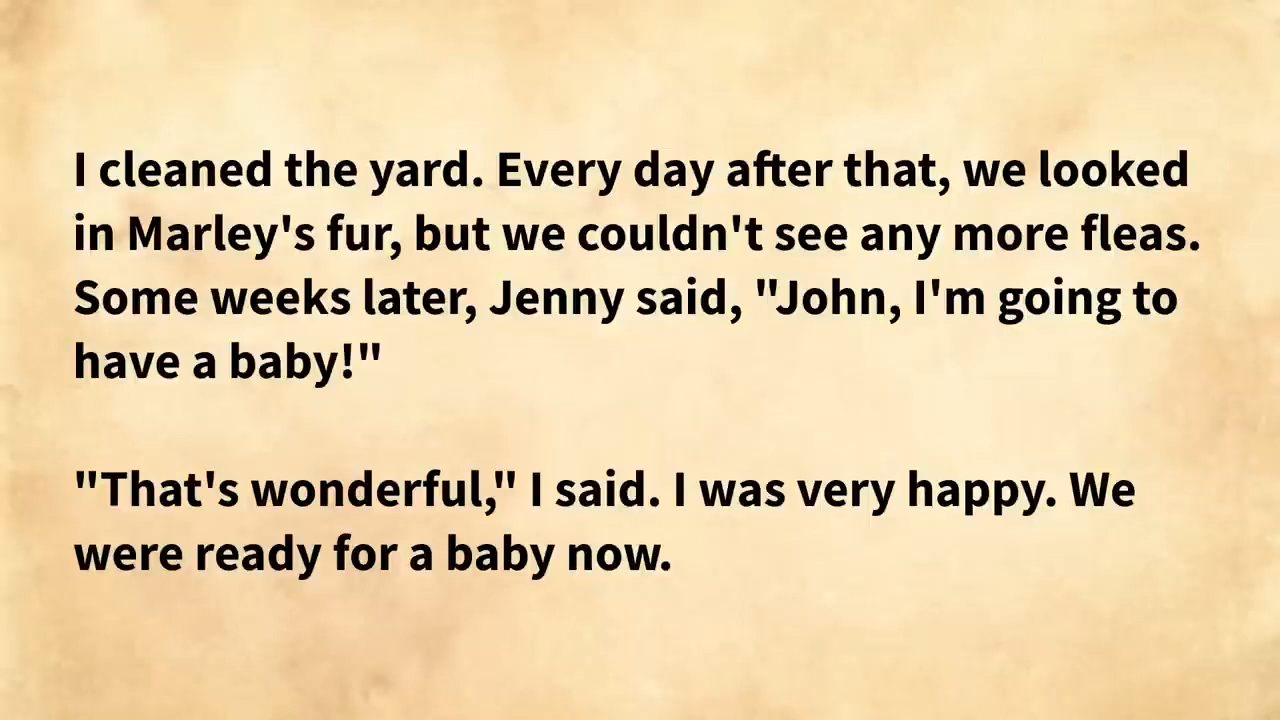 I cleaned the yard. Every day after that, we looked
in Marley's fur, but we couldn't see any more fleas.
Some weeks later, Jenny said, "John, I'm going to
have a baby!"
"That's wonderful," I said. I was very happy. We
were ready for a baby now.